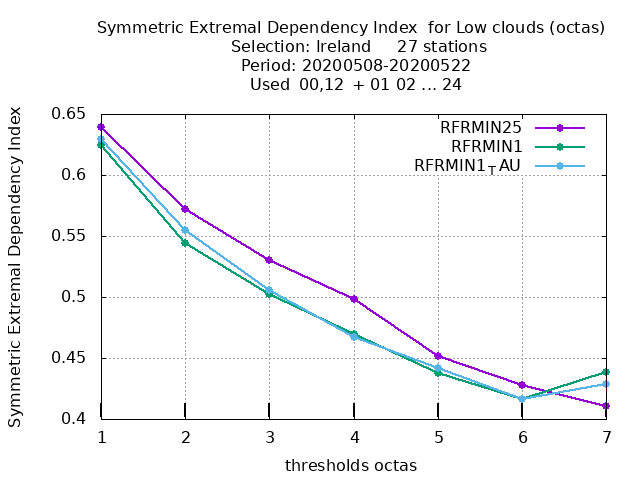 Symmetric Extremal Dependency Index for Low clouds (octas)
Selection: Ireland 27 stations
Period: 20200508-20200522
Used 00,12 + 01 02 ... 24
Symmetric Extremal Dependency Index
0.65
0.6
0.55
0.5
0.45
0.4
RFRMIN25
RFRMIN1
RFRMIN1TAU
1 2 3 4 5 6 7
thresholds octas